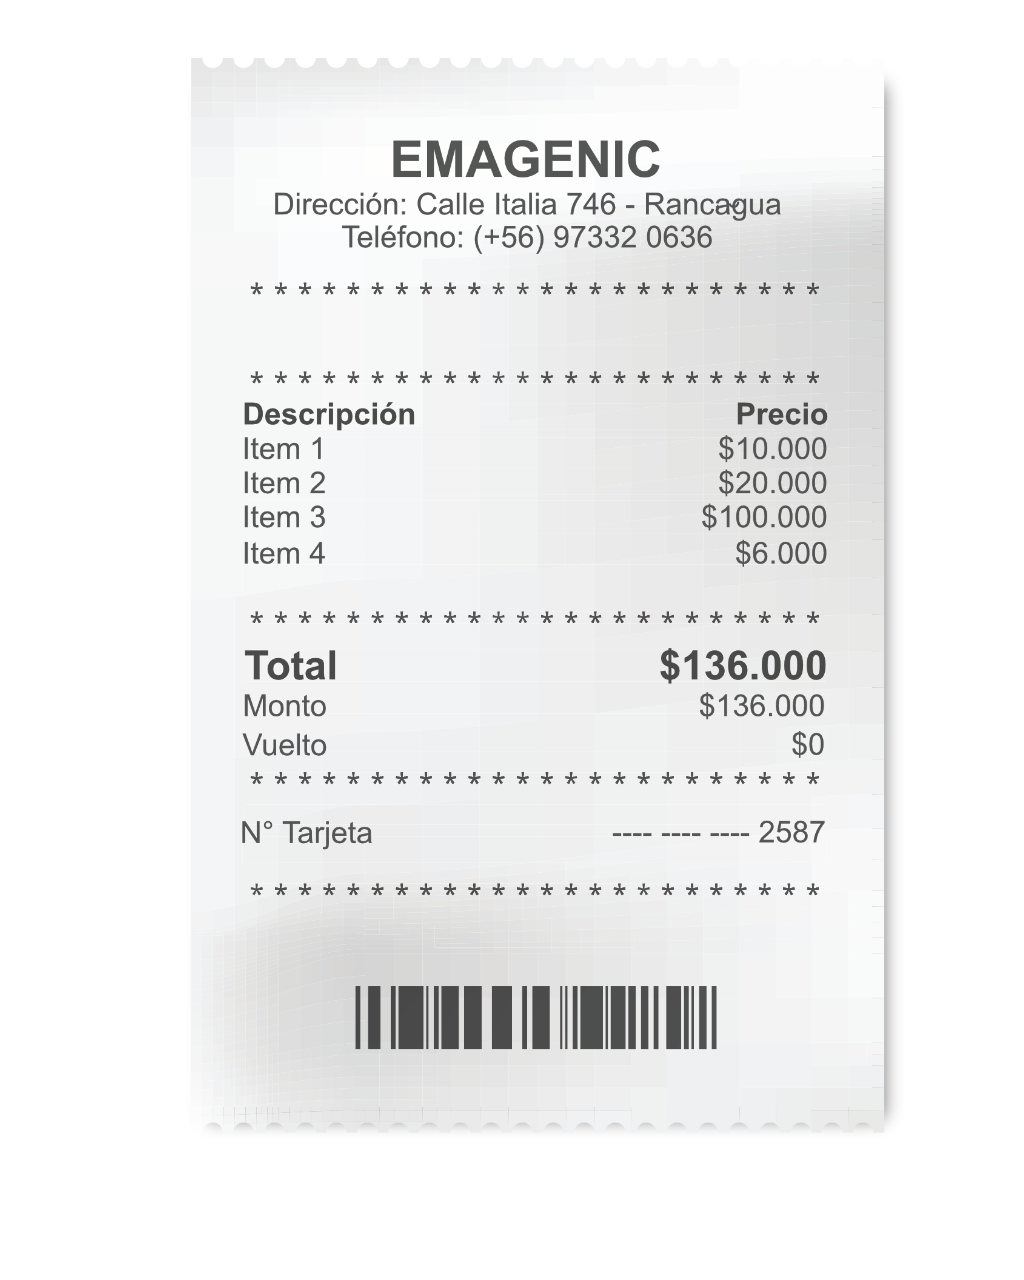 EMAGENIC
Dirección: Calle Italia 746 - Rancagua
Teléfono: (+56) 97332 0636
* * * * * * * * * * * * * * * * * * * * * * * *
* * * * * * * * * * * * * * * * * * * * * * * *
Descripción Precio
Item 1 $10.000
Item 2 $20.000
Item 3 $100.000
Item 4 $6.000
* * * * * * * * * * * * * * * * * * * * * * * *
Total $136.000
Monto $136.000
Vuelto $0
* * * * * * * * * * * * * * * * * * * * * * * *
N° Tarjeta ---- ---- ---- 2587
* * * * * * * * * * * * * * * * * * * * * * * *